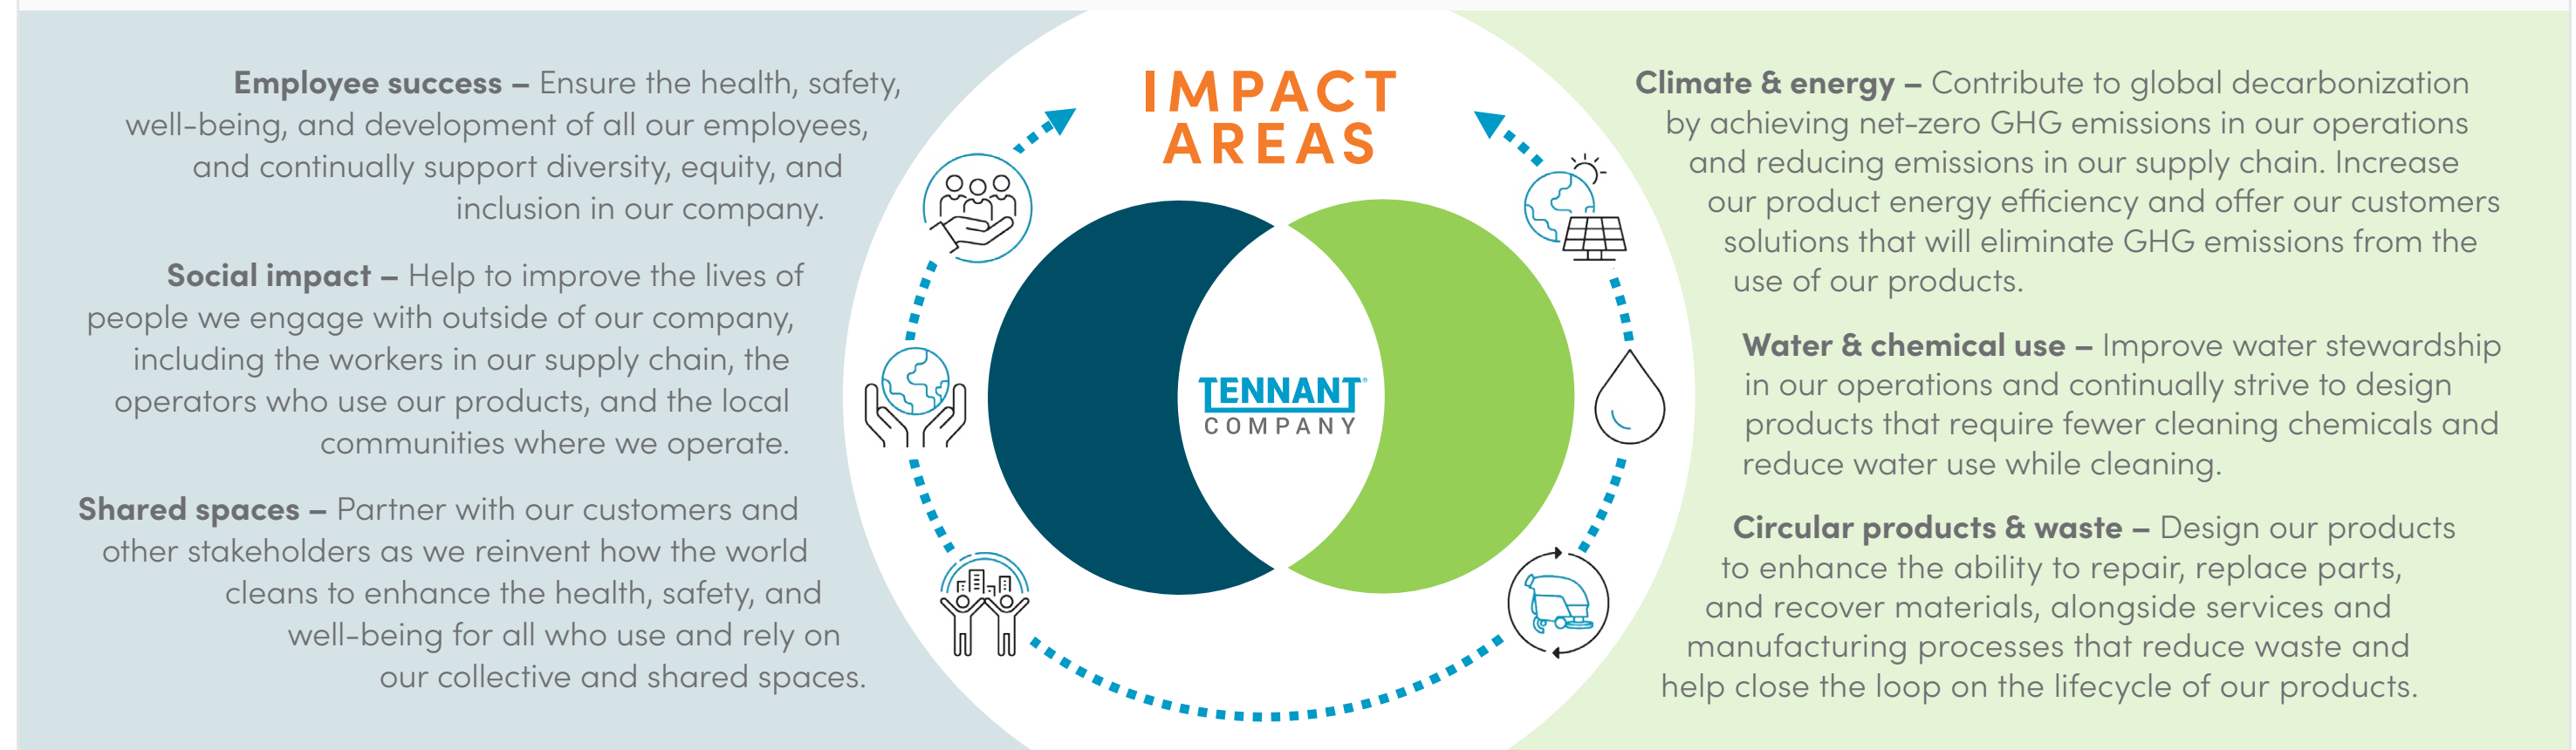 IMPACT
AREAS
Employee success – Ensure the health, safety,
well-being, and development of all our employees,
and continually support diversity, equity, and
inclusion in our company.
Social impact – Help to improve the lives of
people we engage with outside of our company,
including the workers in our supply chain, the
operators who use our products, and the local
communities where we operate.
Shared spaces – Partner with our customers and
other stakeholders as we reinvent how the world
cleans to enhance the health, safety, and
well-being for all who use and rely on
our collective and shared spaces.
TENNANT®
COMPANY
Climate & energy – Contribute to global decarbonization
by achieving net-zero GHG emissions in our operations
and reducing emissions in our supply chain. Increase
our product energy efficiency and offer our customers
solutions that will eliminate GHG emissions from the
use of our products.
Water & chemical use – Improve water stewardship
in our operations and continually strive to design
products that require fewer cleaning chemicals and
reduce water use while cleaning.
Circular products & waste – Design our products
to enhance the ability to repair, replace parts,
and recover materials, alongside services and
manufacturing processes that reduce waste and
help close the loop on the lifecycle of our products.